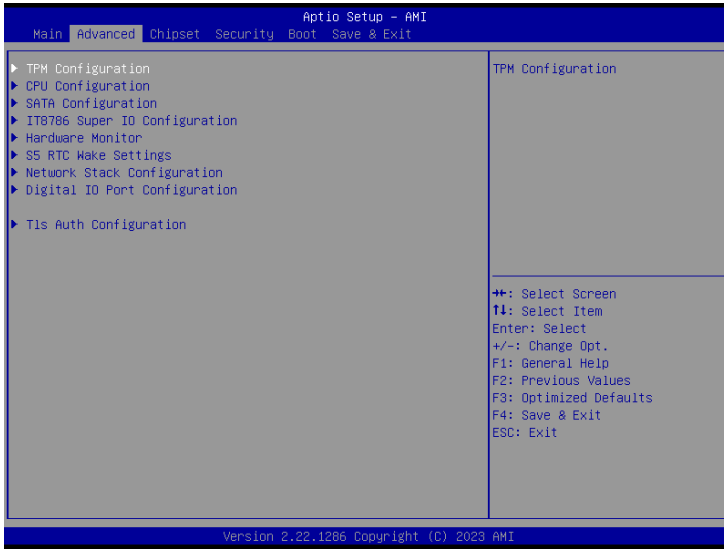 Aptio Setup – AMI
Main Advanced Chipset Security Boot Save & Exit
▶ TPM Configuration
▶ CPU Configuration
▶ SATA Configuration
▶ IT8786 Super IO Configuration
▶ Hardware Monitor
▶ S5 RTC Wake Settings
▶ Network Stack Configuration
▶ Digital IO Port Configuration
▶ Tls Auth Configuration
TPM Configuration
→←: Select Screen
↑↓: Select Item
Enter: Select
+/-: Change Opt.
F1: General Help
F2: Previous Values
F3: Optimized Defaults
F4: Save & Exit
ESC: Exit
Version 2.22.1286 Copyright (C) 2023 AMI